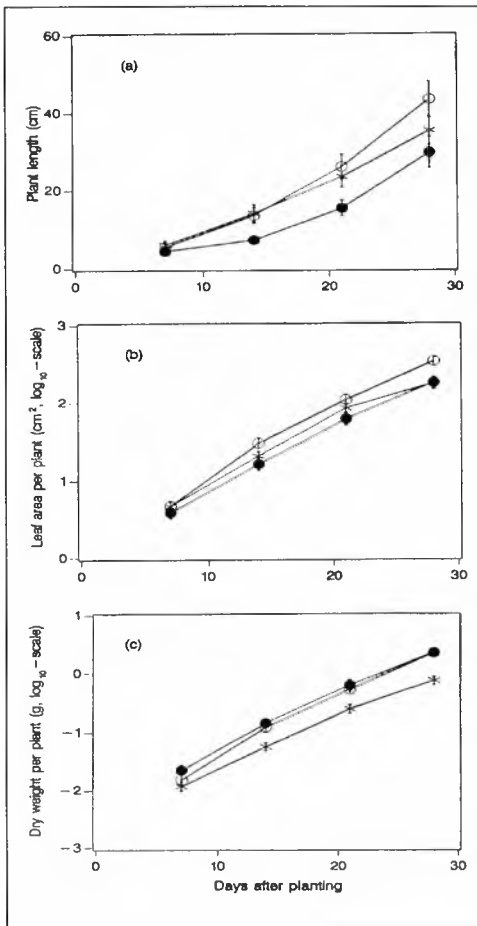 60
(a)
40
Plant length (cm)
20
0
0 10 20 30
3
(b)
2
Leaf area per plant (cm², log₁₀-scale)
1
0
0 10 20 30
1
(c)
0
Dry weight per plant (g, log₁₀-scale)
-1
-2
-3
0 10 20 30
Days after planting